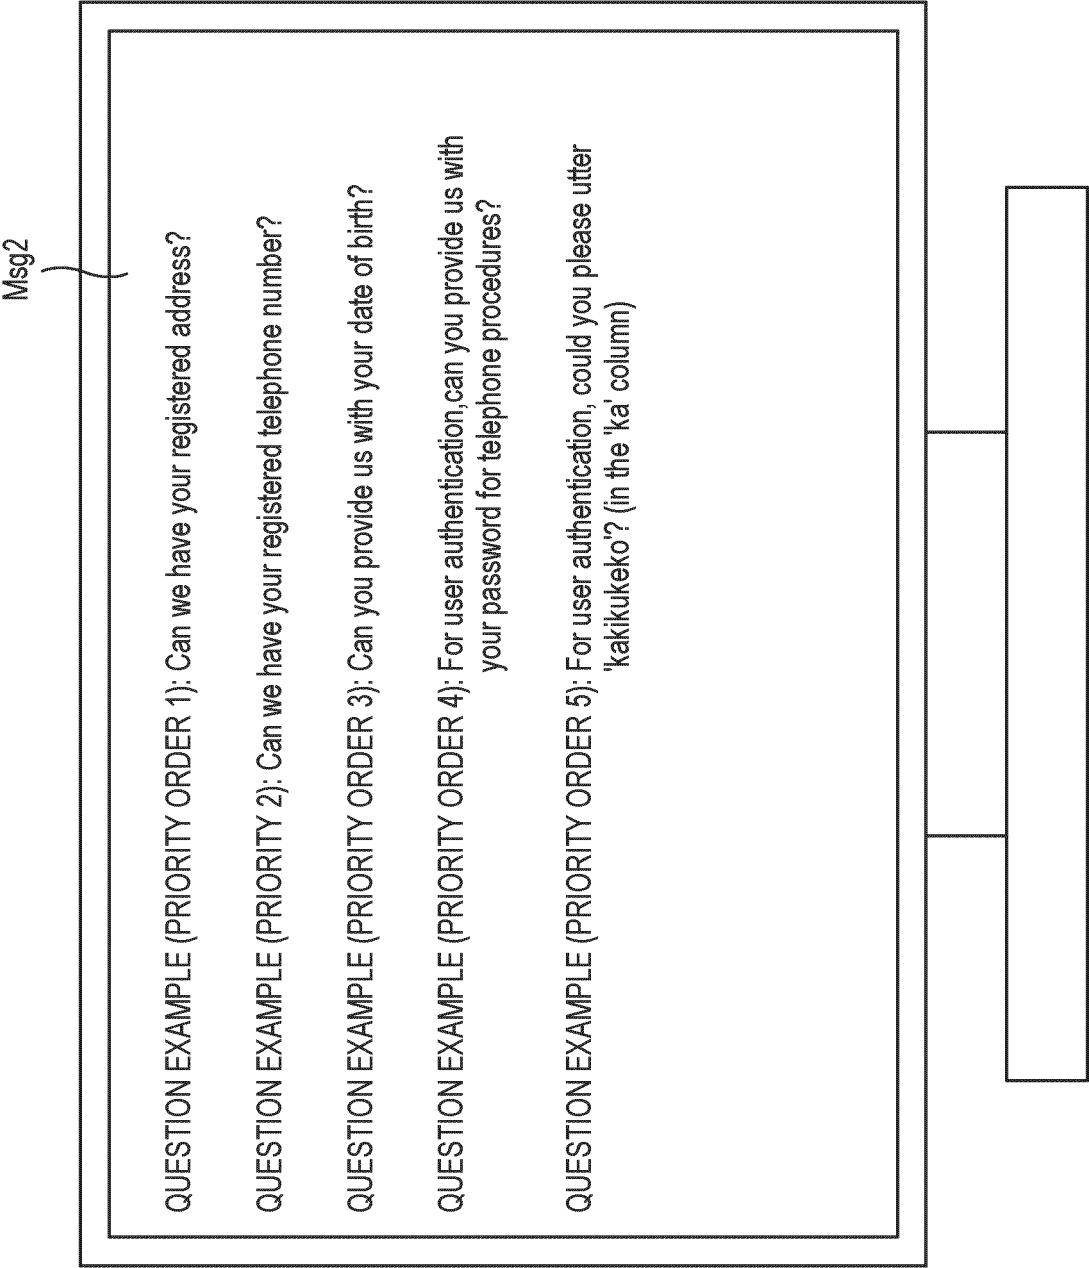 Msg2
QUESTION EXAMPLE (PRIORITY ORDER 1): Can we have your registered address?
QUESTION EXAMPLE (PRIORITY 2): Can we have your registered telephone number?
QUESTION EXAMPLE (PRIORITY ORDER 3): Can you provide us with your date of birth?
QUESTION EXAMPLE (PRIORITY ORDER 4): For user authentication,can you provide us with
your password for telephone procedures?
QUESTION EXAMPLE (PRIORITY ORDER 5): For user authentication, could you please utter
'kakikukeko'? (in the 'ka' column)